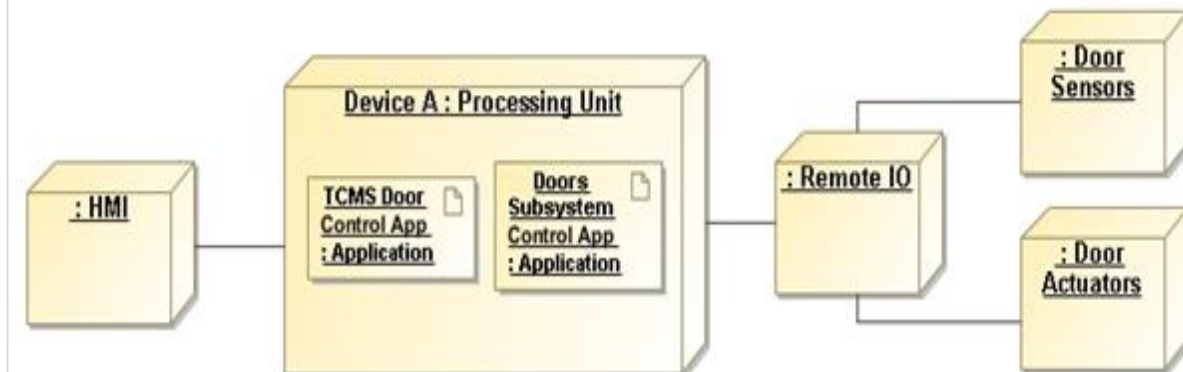 : HMI
Device A : Processing Unit
TCMS Door
Control App
: Application
Doors
Subsystem
Control App
: Application
: Remote IO
: Door
Sensors
: Door
Actuators